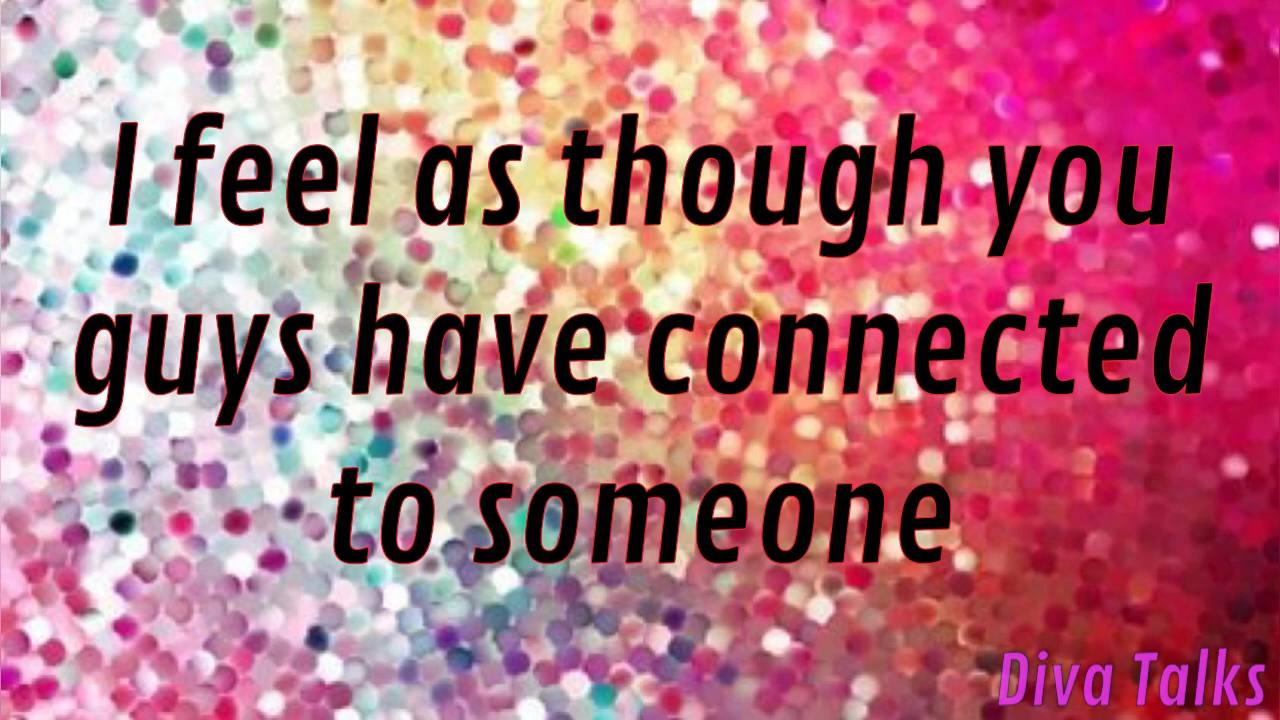 I feel as though you
guys have connected
to someone
Diva Talks